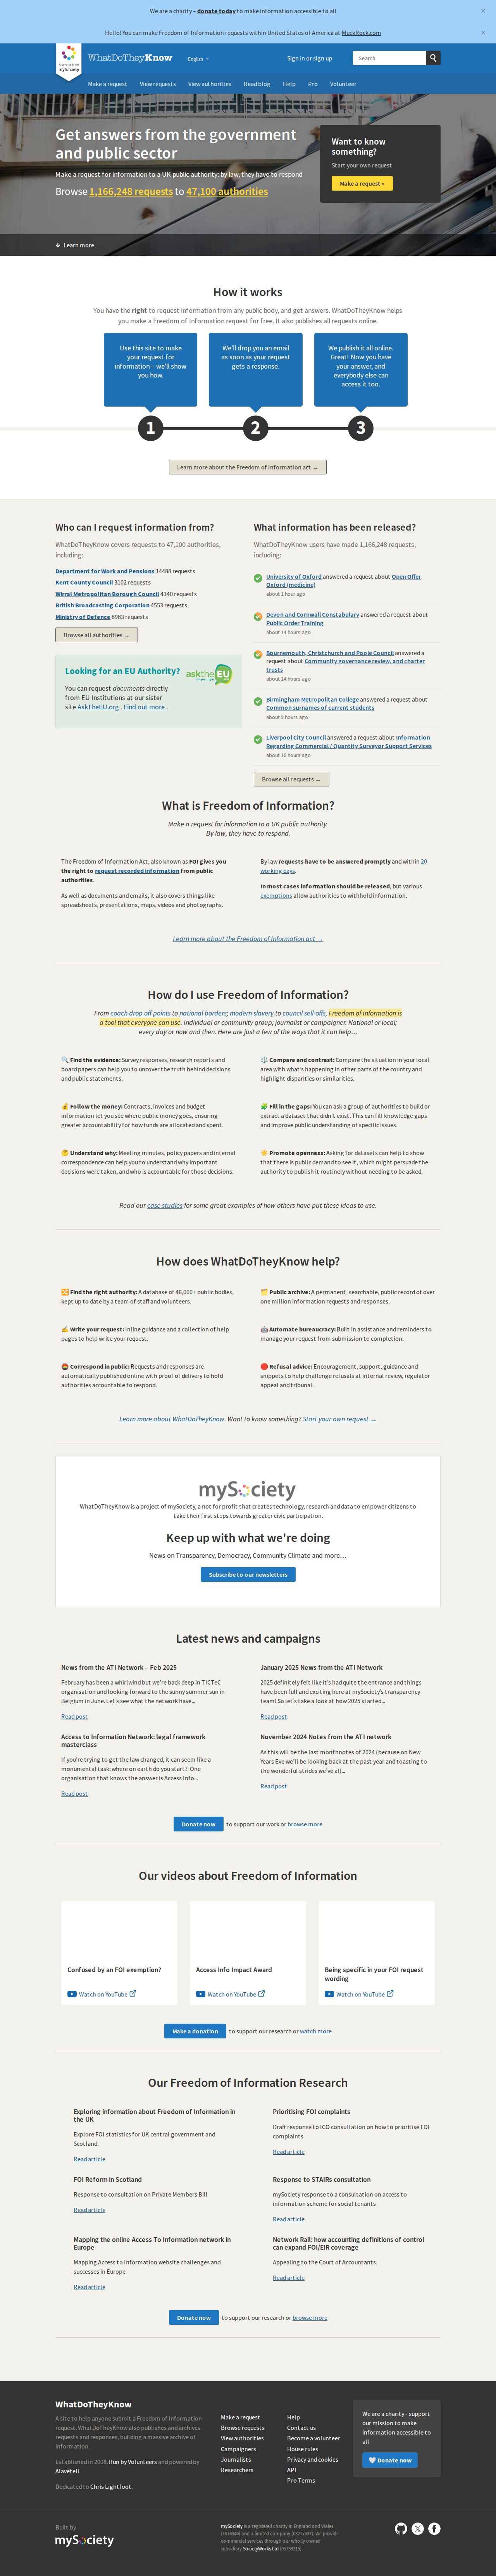 We are a charity – donate today to make information accessible to all
×
Hello! You can make Freedom of Information requests within United States of America at MuckRock.com
×
A project from
mySociety
WhatDoTheyKnow
English
Sign in or sign up
Search
Make a request
View requests
View authorities
Read blog
Help
Pro
Volunteer
Get answers from the government
and public sector
Make a request for information to a UK public authority: by law, they have to respond
Browse 1,166,248 requests to 47,100 authorities
Want to know
something?
Start your own request
Make a request »
Learn more
How it works
You have the right to request information from any public body, and get answers. WhatDoTheyKnow helps
you make a Freedom of Information request for free. It also publishes all requests online.
Use this site to make
your request for
information – we'll show
you how.
We'll drop you an email
as soon as your request
gets a response.
We publish it all online.
Great! Now you have
your answer, and
everybody else can
access it too.
1
2
3
Learn more about the Freedom of Information act →
Who can I request information from?
WhatDoTheyKnow covers requests to 47,100 authorities,
including:
Department for Work and Pensions 14488 requests
Kent County Council 3102 requests
Wirral Metropolitan Borough Council 4340 requests
British Broadcasting Corporation 4553 requests
Ministry of Defence 8983 requests
Browse all authorities →
Looking for an EU Authority?
asktheEU
You can request documents directly
from EU Institutions at our sister
site AskTheEU.org . Find out more .
What information has been released?
WhatDoTheyKnow users have made 1,166,248 requests,
including:
University of Oxford answered a request about Open Offer
Oxford (medicine)
about 1 hour ago
Devon and Cornwall Constabulary answered a request about
Public Order Training
about 14 hours ago
Bournemouth, Christchurch and Poole Council answered a
request about Community governance review, and charter
trusts
about 14 hours ago
Birmingham Metropolitan College answered a request about
Common surnames of current students
about 9 hours ago
Liverpool City Council answered a request about Information
Regarding Commercial / Quantity Surveyor Support Services
about 16 hours ago
Browse all requests →
What is Freedom of Information?
Make a request for information to a UK public authority.
By law, they have to respond.
The Freedom of Information Act, also known as FOI gives you
the right to request recorded information from public
authorities.
As well as documents and emails, it also covers things like
spreadsheets, presentations, maps, videos and photographs.
By law requests have to be answered promptly and within 20
working days.
In most cases information should be released, but various
exemptions allow authorities to withhold information.
Learn more about the Freedom of Information act →
How do I use Freedom of Information?
From coach drop off points to national borders; modern slavery to council sell-offs, Freedom of Information is
a tool that everyone can use. Individual or community group; journalist or campaigner. National or local;
every day or now and then. Here are just a few of the ways that it can help…
🔍 Find the evidence: Survey responses, research reports and
board papers can help you to uncover the truth behind decisions
and public statements.
⚖️ Compare and contrast: Compare the situation in your local
area with what's happening in other parts of the country and
highlight disparities or similarities.
💰 Follow the money: Contracts, invoices and budget
information let you see where public money goes, ensuring
greater accountability for how funds are allocated and spent.
🧩 Fill in the gaps: You can ask a group of authorities to build or
extract a dataset that didn't exist. This can fill knowledge gaps
and improve public understanding of specific issues.
🤔 Understand why: Meeting minutes, policy papers and internal
correspondence can help you to understand why important
decisions were taken, and who is accountable for those decisions.
☀️ Promote openness: Asking for datasets can help to show
that there is public demand to see it, which might persuade the
authority to publish it routinely without needing to be asked.
Read our case studies for some great examples of how others have put these ideas to use.
How does WhatDoTheyKnow help?
🔀 Find the right authority: A database of 46,000+ public bodies,
kept up to date by a team of staff and volunteers.
🗂️ Public archive: A permanent, searchable, public record of over
one million information requests and responses.
✍️ Write your request: Inline guidance and a collection of help
pages to help write your request.
🤖 Automate bureaucracy: Built in assistance and reminders to
manage your request from submission to completion.
Correspond in public: Requests and responses are
automatically published online with proof of delivery to hold
authorities accountable to respond.
🛑 Refusal advice: Encouragement, support, guidance and
snippets to help challenge refusals at internal review, regulator
appeal and tribunal.
Learn more about WhatDoTheyKnow. Want to know something? Start your own request →
mySociety
WhatDoTheyKnow is a project of mySociety, a not for profit that creates technology, research and data to empower citizens to
take their first steps towards greater civic participation.
Keep up with what we're doing
News on Transparency, Democracy, Community Climate and more…
Subscribe to our newsletters
Latest news and campaigns
News from the ATI Network – Feb 2025
February has been a whirlwind but we're back deep in TICTeC
organisation and looking forward to the sunny summer sun in
Belgium in June. Let's see what the network have...
Read post
January 2025 News from the ATI Network
2025 definitely felt like it's had quite the entrance and things
have been full and exciting here at mySociety's transparency
team! So let's take a look at how 2025 started...
Read post
Access to Information Network: legal framework
masterclass
If you're trying to get the law changed, it can seem like a
monumental task: where on earth do you start? One
organisation that knows the answer is Access Info...
Read post
November 2024 Notes from the ATI network
As this will be the last monthnotes of 2024 (because on New
Years Eve we'll be looking back at the past year and toasting to
the wonderful strides we've all...
Read post
Donate now to support our work or browse more
Our videos about Freedom of Information
Confused by an FOI exemption?
Watch on YouTube
Access Info Impact Award
Watch on YouTube
Being specific in your FOI request
wording
Watch on YouTube
Make a donation to support our research or watch more
Our Freedom of Information Research
Exploring information about Freedom of Information in
the UK
Explore FOI statistics for UK central government and
Scotland.
Read article
Prioritising FOI complaints
Draft response to ICO consultation on how to prioritise FOI
complaints
Read article
FOI Reform in Scotland
Response to consultation on Private Members Bill
Read article
Response to STAIRs consultation
mySociety response to a consultation on access to
information scheme for social tenants
Read article
Mapping the online Access To Information network in
Europe
Mapping Access to Information website challenges and
successes in Europe
Read article
Network Rail: how accounting definitions of control
can expand FOI/EIR coverage
Appealing to the Court of Accountants.
Read article
Donate now to support our research or browse more
WhatDoTheyKnow
A site to help anyone submit a Freedom of Information
request. WhatDoTheyKnow also publishes and archives
requests and responses, building a massive archive of
information.
Established in 2008. Run by Volunteers and powered by
Alaveteli.
Dedicated to Chris Lightfoot.
Make a request
Browse requests
View authorities
Campaigners
Journalists
Researchers
Help
Contact us
Become a volunteer
House rules
Privacy and cookies
API
Pro Terms
We are a charity - support
our mission to make
information accessible to
all
🤍 Donate now
Built by
mySociety
mySociety is a registered charity in England and Wales
(1076346) and a limited company (03277032). We provide
commercial services through our wholly owned
subsidiary SocietyWorks Ltd (05798215).